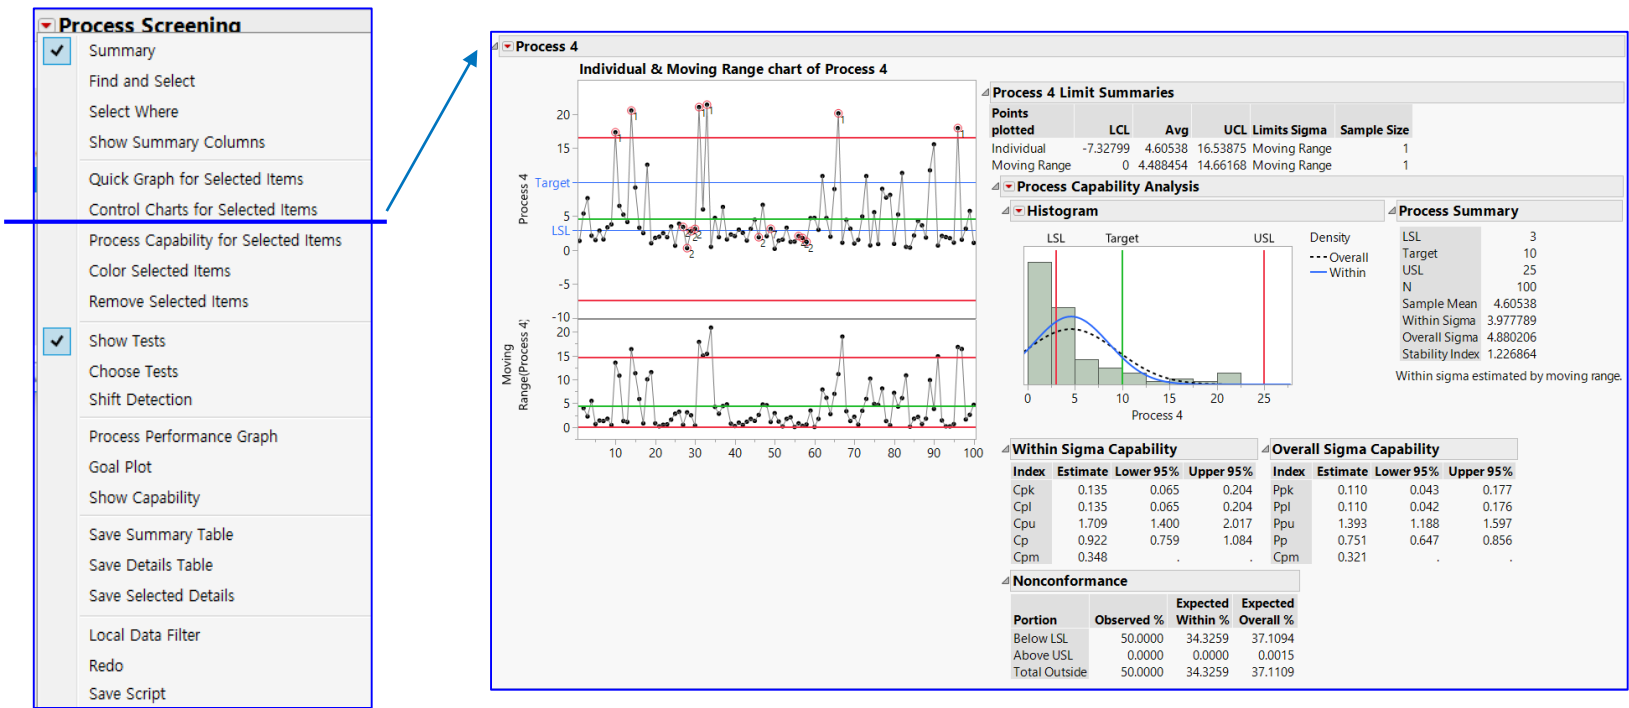 Process Screening
Summary
Find and Select
Select Where
Show Summary Columns
Quick Graph for Selected Items
Control Charts for Selected Items
Process Capability for Selected Items
Color Selected Items
Remove Selected Items
Show Tests
Choose Tests
Shift Detection
Process Performance Graph
Goal Plot
Show Capability
Save Summary Table
Save Details Table
Save Selected Details
Local Data Filter
Redo
Save Script
Process 4
Individual & Moving Range chart of Process 4
Process 4
20
15
Target
5
LSL
0
-5
-10
1 1 1 1 1 1
2 2 2 2 2
Moving
Range(Process 4)
20
15
10
5
0
10 20 30 40 50 60 70 80 90 100
Process 4 Limit Summaries
Points
plotted LCL Avg UCL Limits Sigma Sample Size
Individual -7.32799 4.60538 16.53875 Moving Range 1
Moving Range 0 4.488454 14.66168 Moving Range 1
Process Capability Analysis
Histogram
LSL Target USL
0 5 10 15 20 25
Process 4
Density
Overall
Within
Process Summary
LSL 3
Target 10
USL 25
N 100
Sample Mean 4.60538
Within Sigma 3.977789
Overall Sigma 4.880206
Stability Index 1.226864
Within sigma estimated by moving range.
Within Sigma Capability
Index Estimate Lower 95% Upper 95%
Cpk 0.135 0.065 0.204
Cpl 0.135 0.065 0.204
Cpu 1.709 1.400 2.017
Cp 0.922 0.759 1.084
Cpm 0.348 . .
Overall Sigma Capability
Index Estimate Lower 95% Upper 95%
Ppk 0.110 0.043 0.177
Ppl 0.110 0.042 0.176
Ppu 1.393 1.188 1.597
Pp 0.751 0.647 0.856
Cpm 0.321 . .
Nonconformance
Portion Observed % Expected Within % Expected Overall %
Below LSL 50.0000 34.3259 37.1094
Above USL 0.0000 0.0000 0.0015
Total Outside 50.0000 34.3259 37.1109